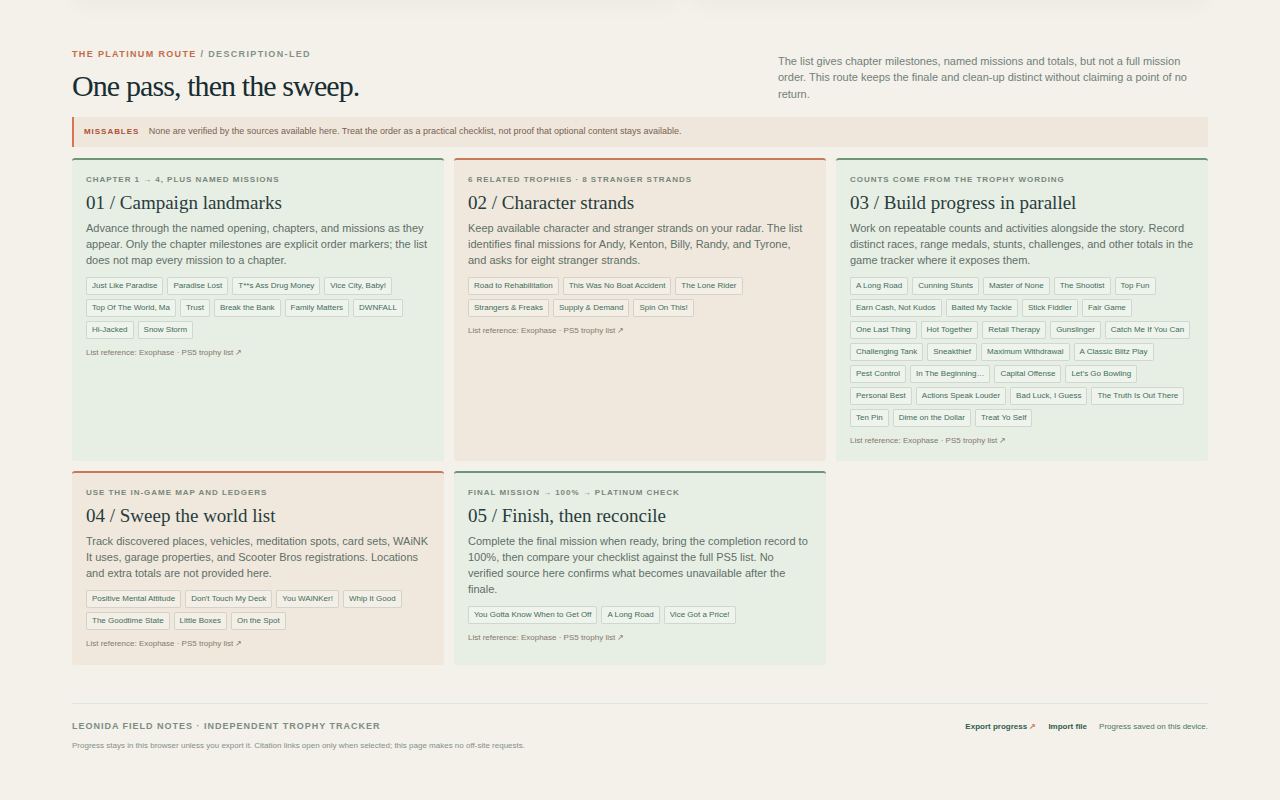 THE PLATINUM ROUTE / DESCRIPTION-LED
One pass, then the sweep.
The list gives chapter milestones, named missions and totals, but not a full mission
order. This route keeps the finale and clean-up distinct without claiming a point of no
return.
MISSABLES None are verified by the sources available here. Treat the order as a practical checklist, not proof that optional content stays available.
CHAPTER 1 → 4, PLUS NAMED MISSIONS
01 / Campaign landmarks
Advance through the named opening, chapters, and missions as they
appear. Only the chapter milestones are explicit order markers; the list
does not map every mission to a chapter.
Just Like Paradise Paradise Lost T**s Ass Drug Money Vice City, Baby!
Top Of The World, Ma Trust Break the Bank Family Matters DWNFALL
Hi-Jacked Snow Storm
List reference: Exophase · PS5 trophy list ↗
6 RELATED TROPHIES · 8 STRANGER STRANDS
02 / Character strands
Keep available character and stranger strands on your radar. The list
identifies final missions for Andy, Kenton, Billy, Randy, and Tyrone,
and asks for eight stranger strands.
Road to Rehabilitation This Was No Boat Accident The Lone Rider
Strangers & Freaks Supply & Demand Spin On This!
List reference: Exophase · PS5 trophy list ↗
COUNTS COME FROM THE TROPHY WORDING
03 / Build progress in parallel
Work on repeatable counts and activities alongside the story. Record
distinct races, range medals, stunts, challenges, and other totals in the
game tracker where it exposes them.
A Long Road Cunning Stunts Master of None The Shootist Top Fun
Earn Cash, Not Kudos Baited My Tackle Stick Fiddler Fair Game
One Last Thing Hot Together Retail Therapy Gunslinger Catch Me If You Can
Challenging Tank Sneakthief Maximum Withdrawal A Classic Blitz Play
Pest Control In The Beginning… Capital Offense Let's Go Bowling
Personal Best Actions Speak Louder Bad Luck, I Guess The Truth Is Out There
Ten Pin Dime on the Dollar Treat Yo Self
List reference: Exophase · PS5 trophy list ↗
USE THE IN-GAME MAP AND LEDGERS
04 / Sweep the world list
Track discovered places, vehicles, meditation spots, card sets, WAiNK
It uses, garage properties, and Scooter Bros registrations. Locations
and extra totals are not provided here.
Positive Mental Attitude Don't Touch My Deck You WAiNKer! Whip It Good
The Goodtime State Little Boxes On the Spot
List reference: Exophase · PS5 trophy list ↗
FINAL MISSION → 100% → PLATINUM CHECK
05 / Finish, then reconcile
Complete the final mission when ready, bring the completion record to
100%, then compare your checklist against the full PS5 list. No
verified source here confirms what becomes unavailable after the
finale.
You Gotta Know When to Get Off A Long Road Vice Got a Price!
List reference: Exophase · PS5 trophy list ↗
LEONIDA FIELD NOTES · INDEPENDENT TROPHY TRACKER
Progress stays in this browser unless you export it. Citation links open only when selected; this page makes no off-site requests.
Export progress ↗ Import file Progress saved on this device.